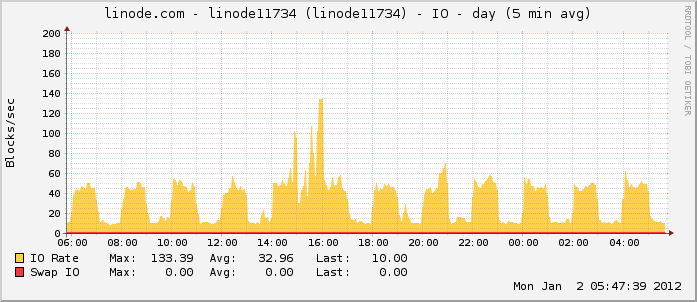 linode.com - linode11734 (linode11734) - IO - day (5 min avg)
RRDTOOL / TOBI OETIKER
Blocks/sec
200
180
160
140
120
100
80
60
40
20
0
06:00 08:00 10:00 12:00 14:00 16:00 18:00 20:00 22:00 00:00 02:00 04:00
IO Rate Max: 133.39 Avg: 32.96 Last: 10.00
Swap IO Max: 0.00 Avg: 0.00 Last: 0.00
Mon Jan 2 05:47:39 2012